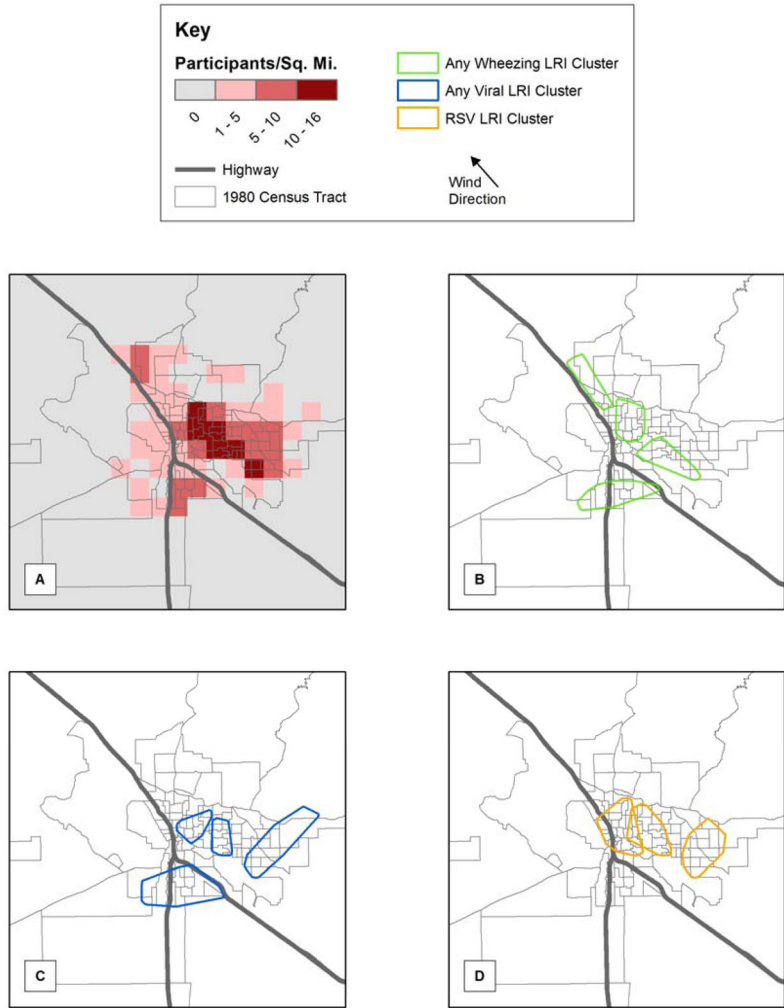 Key
Participants/Sq. Mi.
0
1 - 5
5 - 10
10 - 16
Highway
1980 Census Tract
Any Wheezing LRI Cluster
Any Viral LRI Cluster
RSV LRI Cluster
Wind
Direction
A
B
C
D